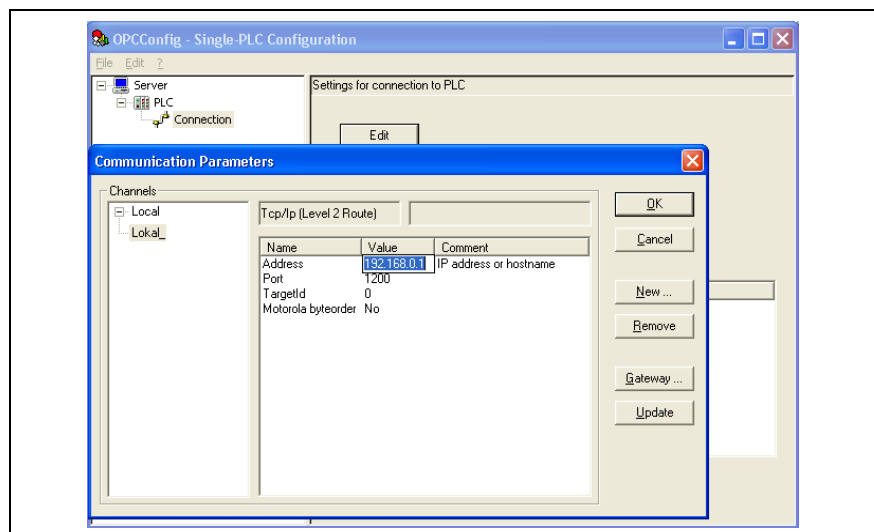 OPCConfig - Single-PLC Configuration
File Edit ?
Server
PLC
Connection
Settings for connection to PLC
Edit
Communication Parameters
Channels
Local
Lokal_
Tcp/Ip (Level 2 Route)
Name Value Comment
Address 192.168.0.1 IP address or hostname
Port 1200
TargetId 0
Motorola byteorder No
OK
Cancel
New ...
Remove
Gateway ...
Update